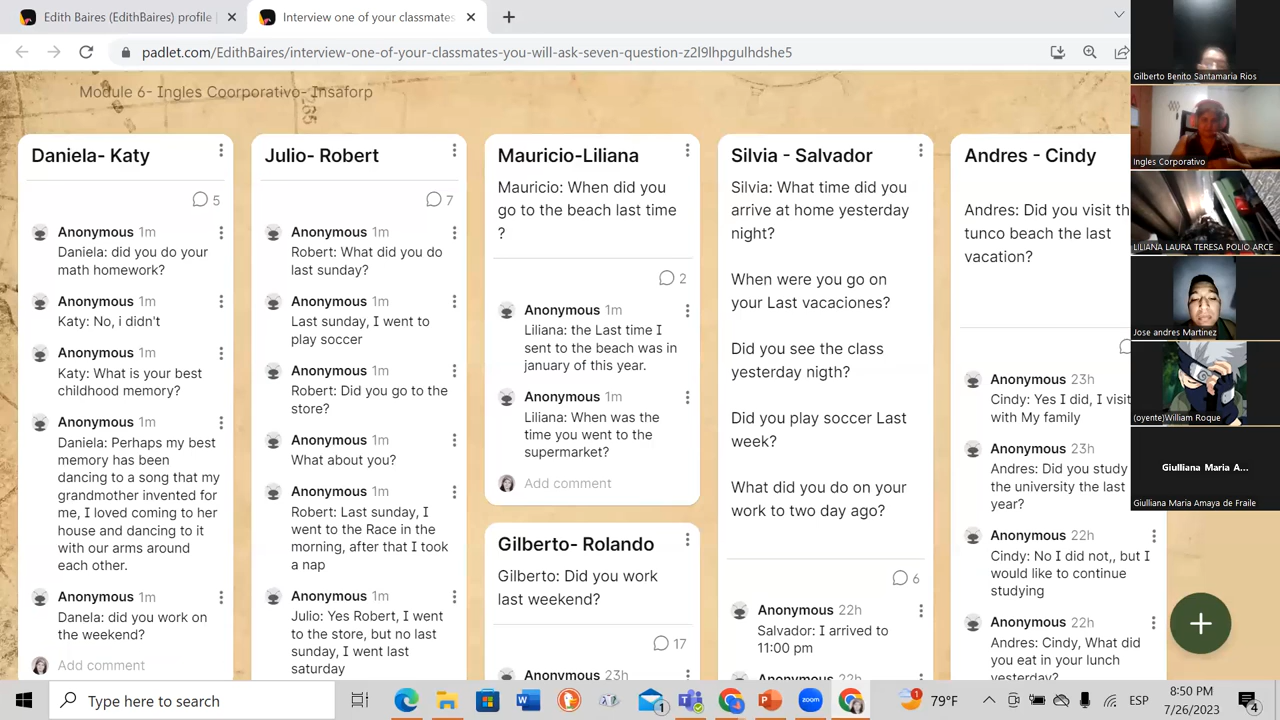 Edith Baires (EdithBaires) profile |
Interview one of your classmates
padlet.com/EdithBaires/interview-one-of-your-classmates-you-will-ask-seven-question-z2l9lhpgulhdshe5
Module 6- Ingles Coorporativo- Insaforp
Daniela- Katy
5
Anonymous 1m
Daniela: did you do your
math homework?
Anonymous 1m
Katy: No, i didn't
Anonymous 1m
Katy: What is your best
childhood memory?
Anonymous 1m
Daniela: Perhaps my best
memory has been
dancing to a song that my
grandmother invented for
me, I loved coming to her
house and dancing to it
with our arms around
each other.
Anonymous 1m
Danela: did you work on
the weekend?
Add comment
Julio- Robert
7
Anonymous 1m
Robert: What did you do
last sunday?
Anonymous 1m
Last sunday, I went to
play soccer
Anonymous 1m
Robert: Did you go to the
store?
Anonymous 1m
What about you?
Anonymous 1m
Robert: Last sunday, I
went to the Race in the
morning, after that I took
a nap
Anonymous 1m
Julio: Yes Robert, I went
to the store, but no last
sunday, I went last
saturday
Mauricio-Liliana
Mauricio: When did you
go to the beach last time
?
2
Anonymous 1m
Liliana: the Last time I
sent to the beach was in
january of this year.
Anonymous 1m
Liliana: When was the
time you went to the
supermarket?
Add comment
Gilberto- Rolando
Gilberto: Did you work
last weekend?
17
Anonymous 23h
Silvia - Salvador
Silvia: What time did you
arrive at home yesterday
night?
When were you go on
your Last vacaciones?
Did you see the class
yesterday nigth?
Did you play soccer Last
week?
What did you do on your
work to two day ago?
6
Anonymous 22h
Salvador: I arrived to
11:00 pm
Anonymous 22h
Andres - Cindy
Andres: Did you visit th
tunco beach the last
vacation?
Anonymous 23h
Cindy: Yes I did, I visit
with My family
Anonymous 23h
Andres: Did you study
the university the last
year?
Anonymous 22h
Cindy: No I did not,, but I
would like to continue
studying
Anonymous 22h
Andres: Cindy, What did
you eat in your lunch
yesterday?
Gilberto Benito Santamaria Rios
Ingles Corporativo
LILIANA LAURA TERESA POLIO ARCE
Jose andres Martinez
(oyente)William Roque
Giulliana Maria A...
Giulliana Maria Amaya de Fraile
Type here to search
1
zoom
1
79°F
ESP
8:50 PM
7/26/2023
4